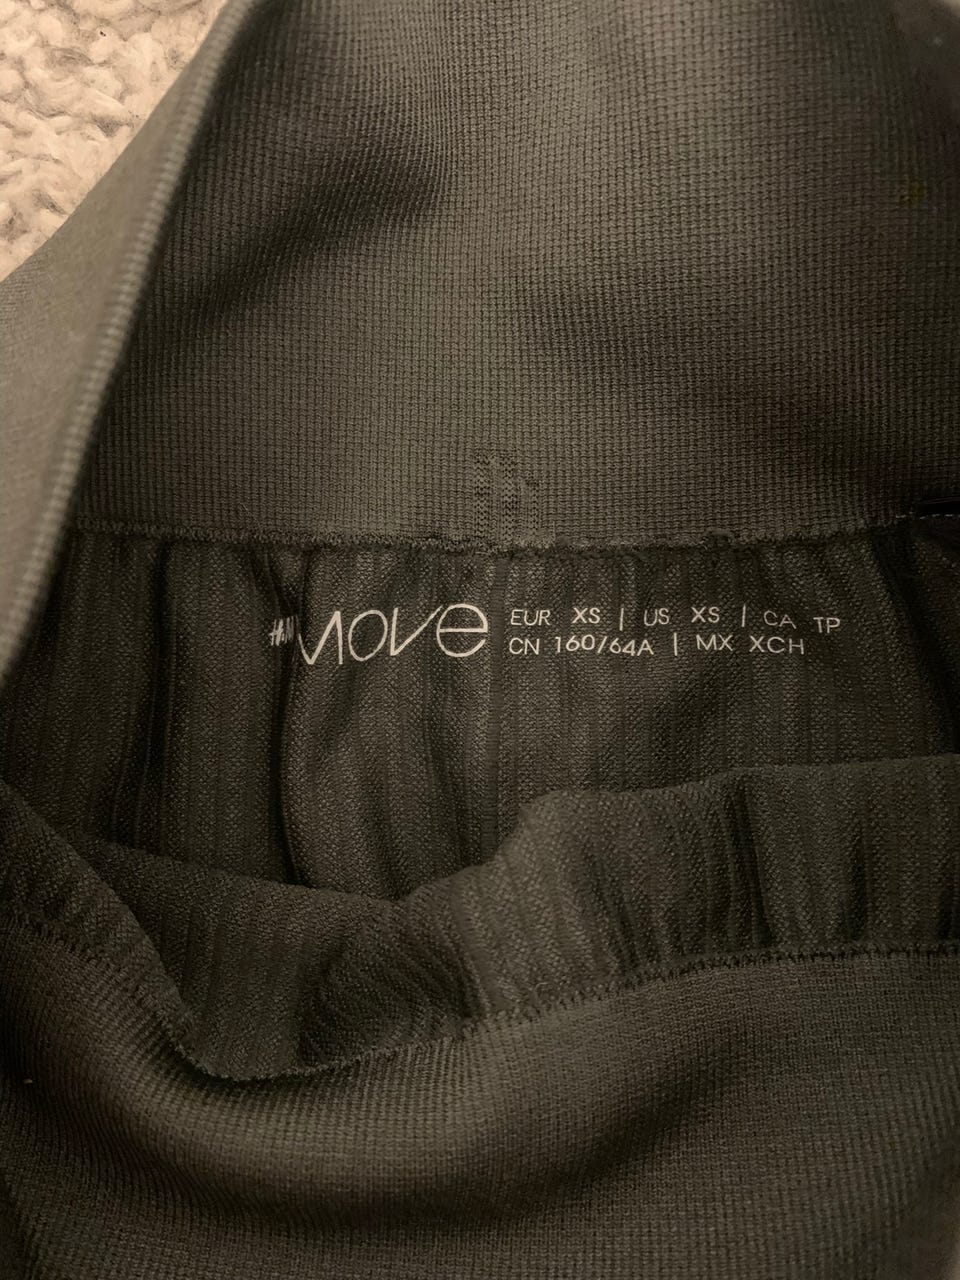 H&M MOVE EUR XS | US XS | CA TP
CN 160/64A | MX XCH